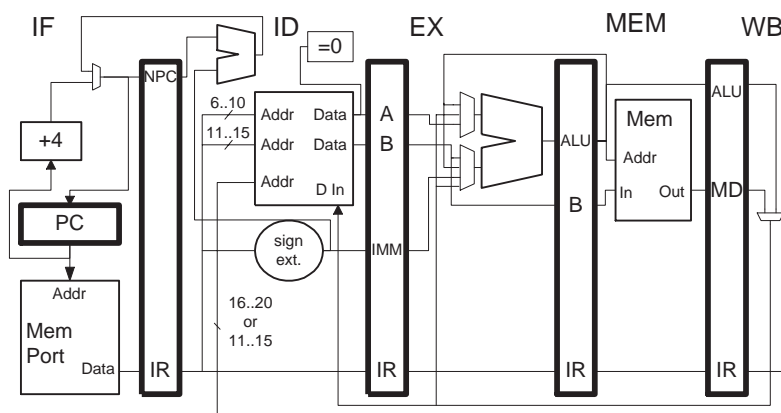 IF
ID
EX
MEM
WB
=0
NPC
+4
PC
Addr
Mem
Port
Data
IR
6..10
11..15
Addr
Data
Addr
Data
Addr
D In
sign
ext.
16..20
or
11..15
A
B
IMM
IR
ALU
B
IR
Mem
Addr
In
Out
ALU
MD
IR